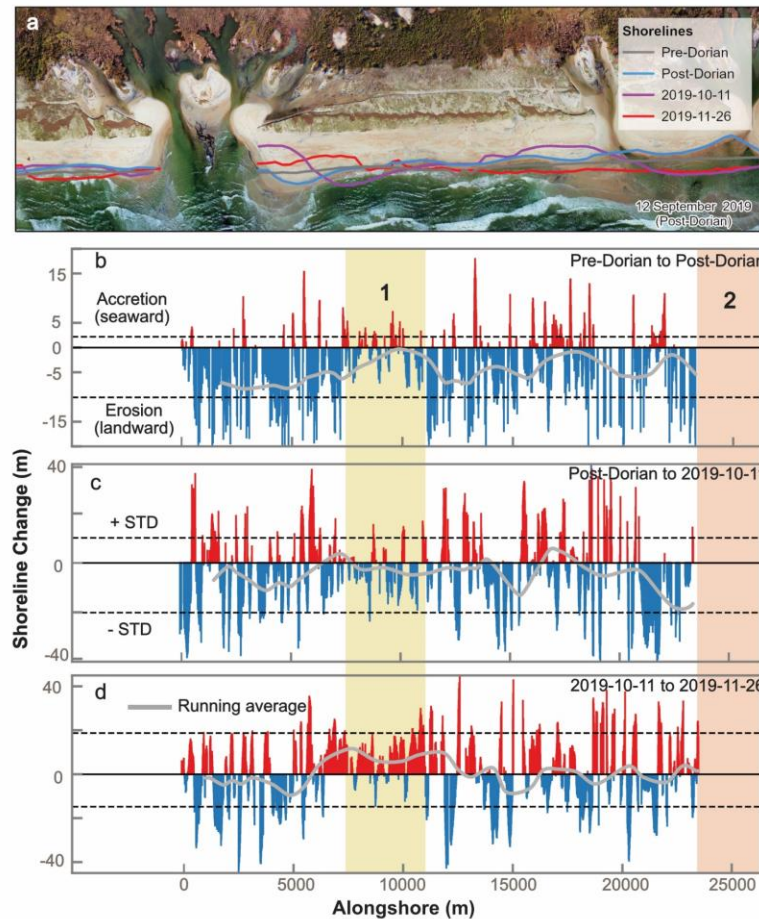 a
Shorelines
Pre-Dorian
Post-Dorian
2019-10-11
2019-11-26
12 September 2019
(Post-Dorian)
b
Pre-Dorian to Post-Dorian
15
Accretion
(seaward)
1
2
5
0
-5
Erosion
(landward)
-15
Shoreline Change (m)
40
c
Post-Dorian to 2019-10-11
+ STD
0
- STD
-40
40
d
2019-10-11 to 2019-11-26
Running average
0
-40
0
5000
10000
15000
20000
25000
Alongshore (m)